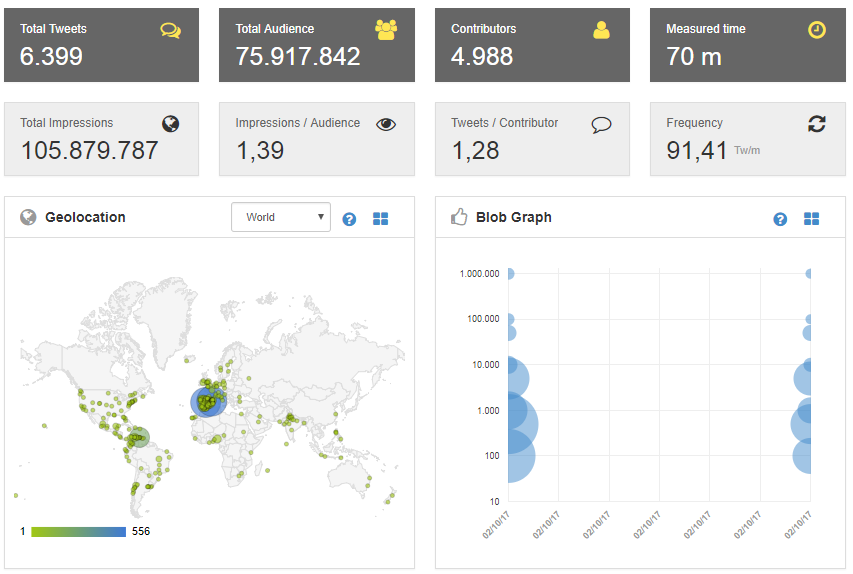 Total Tweets
6.399
Total Audience
75.917.842
Contributors
4.988
Measured time
70 m
Total Impressions
105.879.787
Impressions / Audience
1,39
Tweets / Contributor
1,28
Frequency
91,41 Tw/m
Geolocation
World
?
1
556
Blob Graph
?
1.000.000
100.000
10.000
1.000
100
10
02/10/17
02/10/17
02/10/17
02/10/17
02/10/17
02/10/17
02/10/17